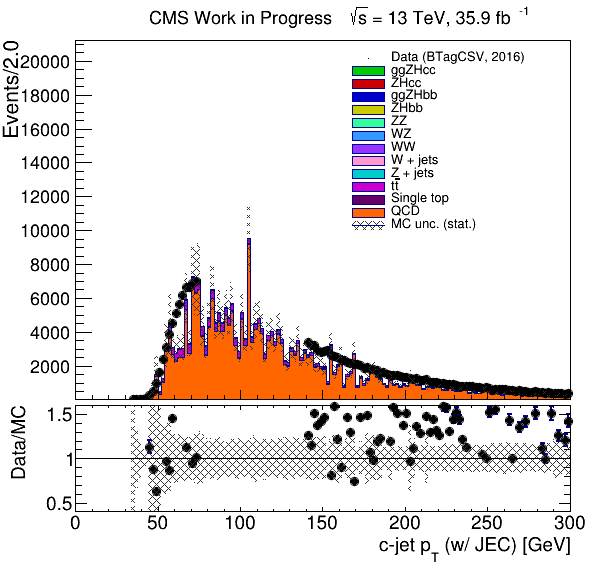 CMS Work in Progress √s = 13 TeV, 35.9 fb -1
Events/2.0
20000
18000
16000
14000
12000
10000
8000
6000
4000
2000
Data (BTagCSV, 2016)
ggZHcc
ZHcc
ggZHbb
ZHbb
ZZ
WZ
WW
W + jets
Z + jets
tt̅
Single top
QCD
MC unc. (stat.)
Data/MC
1.5
1
0.5
0 50 100 150 200 250 300
c-jet p_T (w/ JEC) [GeV]